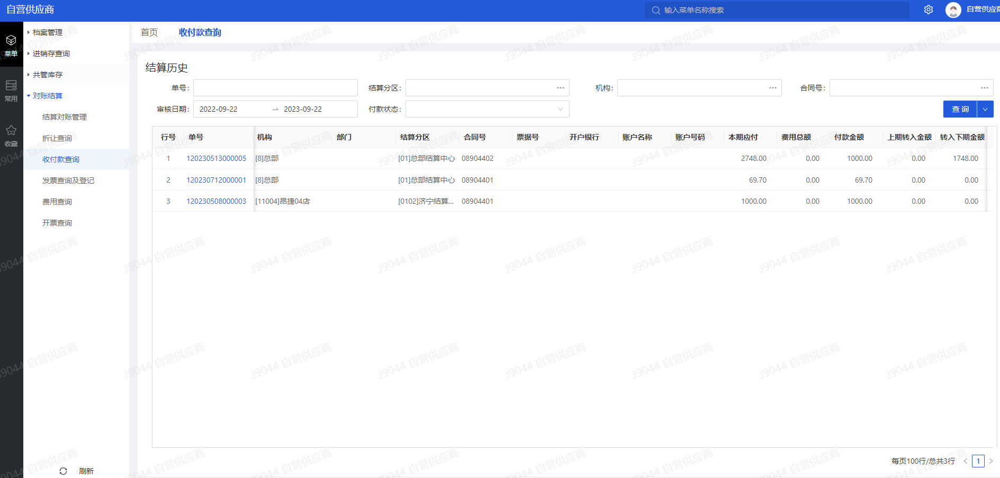 自营供应商
输入菜单名称搜索
自营供应商
菜单
常用
收藏
档案管理
进销存查询
共管库存
对账结算
结算对账管理
折让查询
收付款查询
发票查询及登记
费用查询
开票查询
刷新
首页 收付款查询
结算历史
单号: 结算分区: ··· 机构: ··· 合同号: ···
审核日期: 2022-09-22 → 2023-09-22 付款状态:
查 询
行号 单号 机构 部门 结算分区 合同号 票据号 开户银行 账户名称 账户号码 本期应付 费用总额 付款金额 上期转入金额 转入下期金额
1 120230513000005 [8]总部 [01]总部结算中心 08904402 2748.00 0.00 1000.00 0.00 1748.00
2 120230712000001 [8]总部 [01]总部结算中心 08904401 69.70 0.00 69.70 0.00 0.00
3 120230508000003 [11004]昂捷04店 [0102]济宁结算... 08904401 1000.00 0.00 1000.00 0.00 0.00
每页100行/总共3行 < 1 >